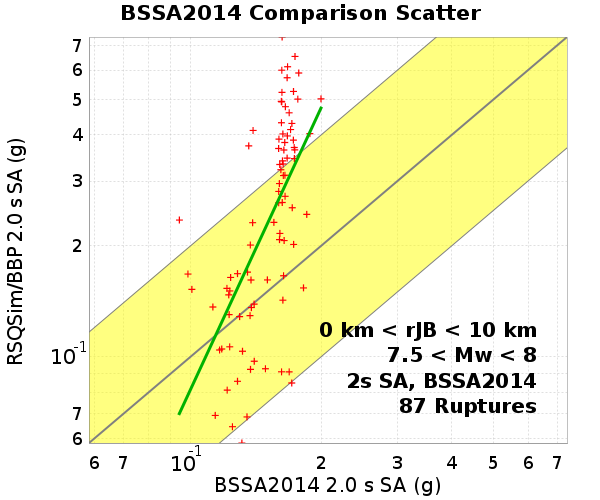 BSSA2014 Comparison Scatter
RSQSim/BBP 2.0 s SA (g)
7
6
5
4
3
2
10^-1
7
6
0 km < rJB < 10 km
7.5 < Mw < 8
2s SA, BSSA2014
87 Ruptures
6 7 10^-1 2 3 4 5 6 7
BSSA2014 2.0 s SA (g)